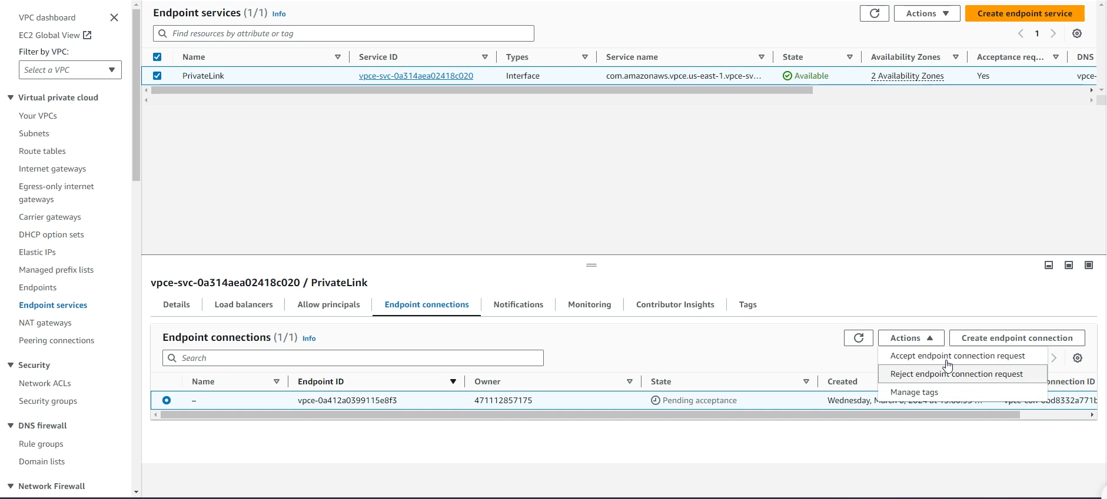 VPC dashboard
EC2 Global View
Filter by VPC:
Select a VPC
Virtual private cloud
Your VPCs
Subnets
Route tables
Internet gateways
Egress-only internet
gateways
Carrier gateways
DHCP option sets
Elastic IPs
Managed prefix lists
Endpoints
Endpoint services
NAT gateways
Peering connections
Security
Network ACLs
Security groups
DNS firewall
Rule groups
Domain lists
Network Firewall
Endpoint services (1/1) Info
Actions
Create endpoint service
Find resources by attribute or tag
1
Name Service ID Types Service name State Availability Zones Acceptance req... DNS
PrivateLink vpce-svc-0a314aea02418c020 Interface com.amazonaws.vpce.us-east-1.vpce-sv... Available 2 Availability Zones Yes vpce-
vpce-svc-0a314aea02418c020 / PrivateLink
Details Load balancers Allow principals Endpoint connections Notifications Monitoring Contributor Insights Tags
Endpoint connections (1/1) Info
Actions
Create endpoint connection
Search
Accept endpoint connection request
Reject endpoint connection request
Manage tags
Name Endpoint ID Owner State Created
– vpce-0a412a0399115e8f3 471112857175 Pending acceptance Wednesday,